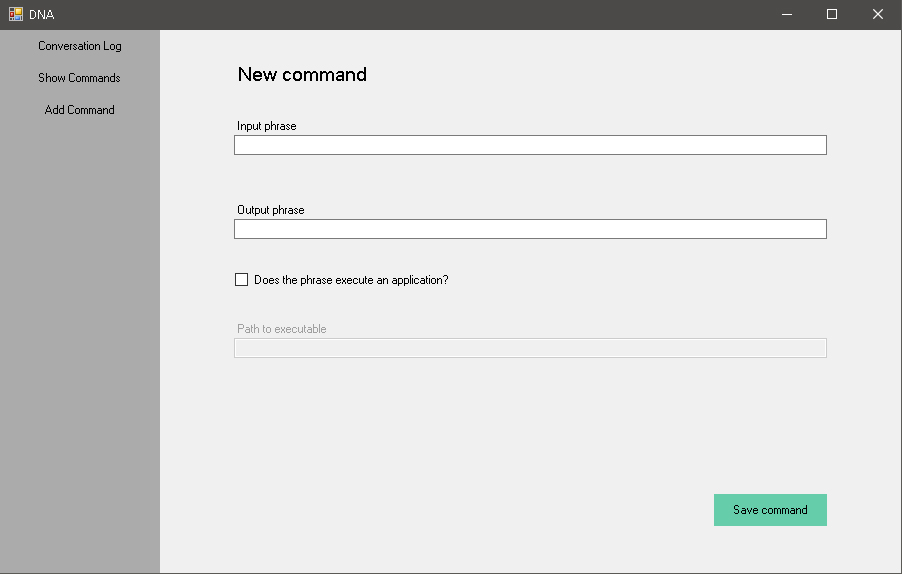 DNA
Conversation Log
Show Commands
Add Command
New command
Input phrase
Output phrase
Does the phrase execute an application?
Path to executable
Save command